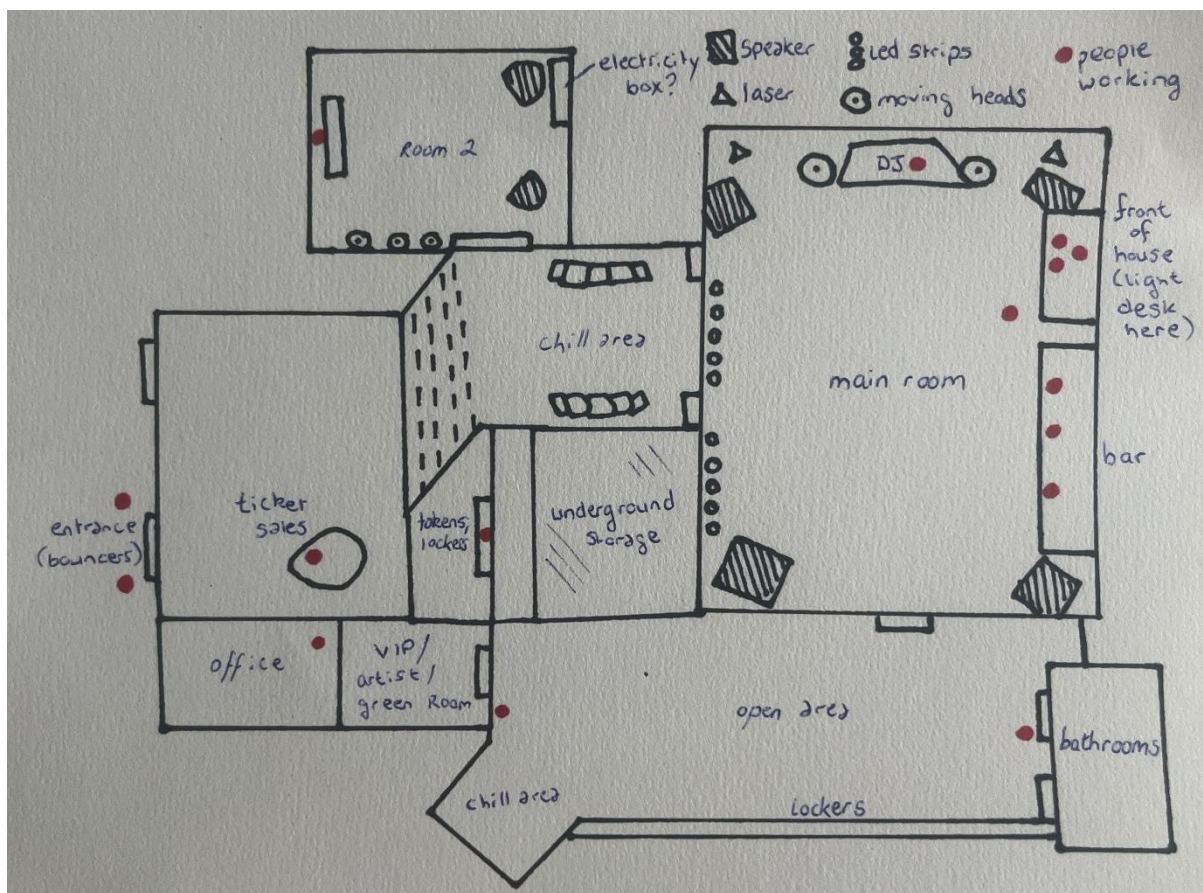 electricity
box?
Speaker
Led strips
people
working
laser
moving heads
Room 2
DJ
front
of
house
(light
desk
here)
chill area
main room
bar
ticker
sales
entrance
(bouncers)
tokens,
lockers
underground
storage
office
VIP/
artist/
green Room
open area
bathrooms
chill area
lockers